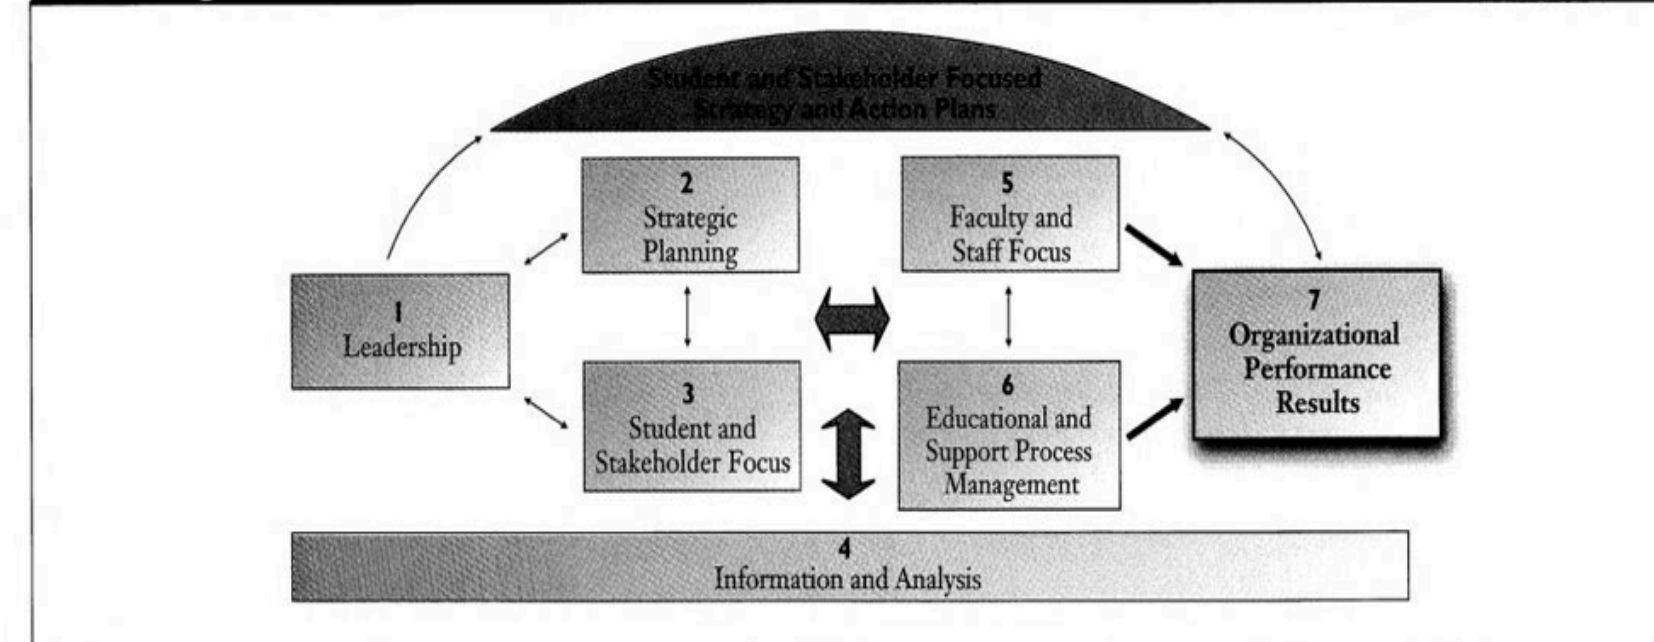 Student and Stakeholder Focused
Strategy and Action Plans
2
Strategic
Planning
5
Faculty and
Staff Focus
1
Leadership
7
Organizational
Performance
Results
3
Student and
Stakeholder Focus
6
Educational and
Support Process
Management
4
Information and Analysis